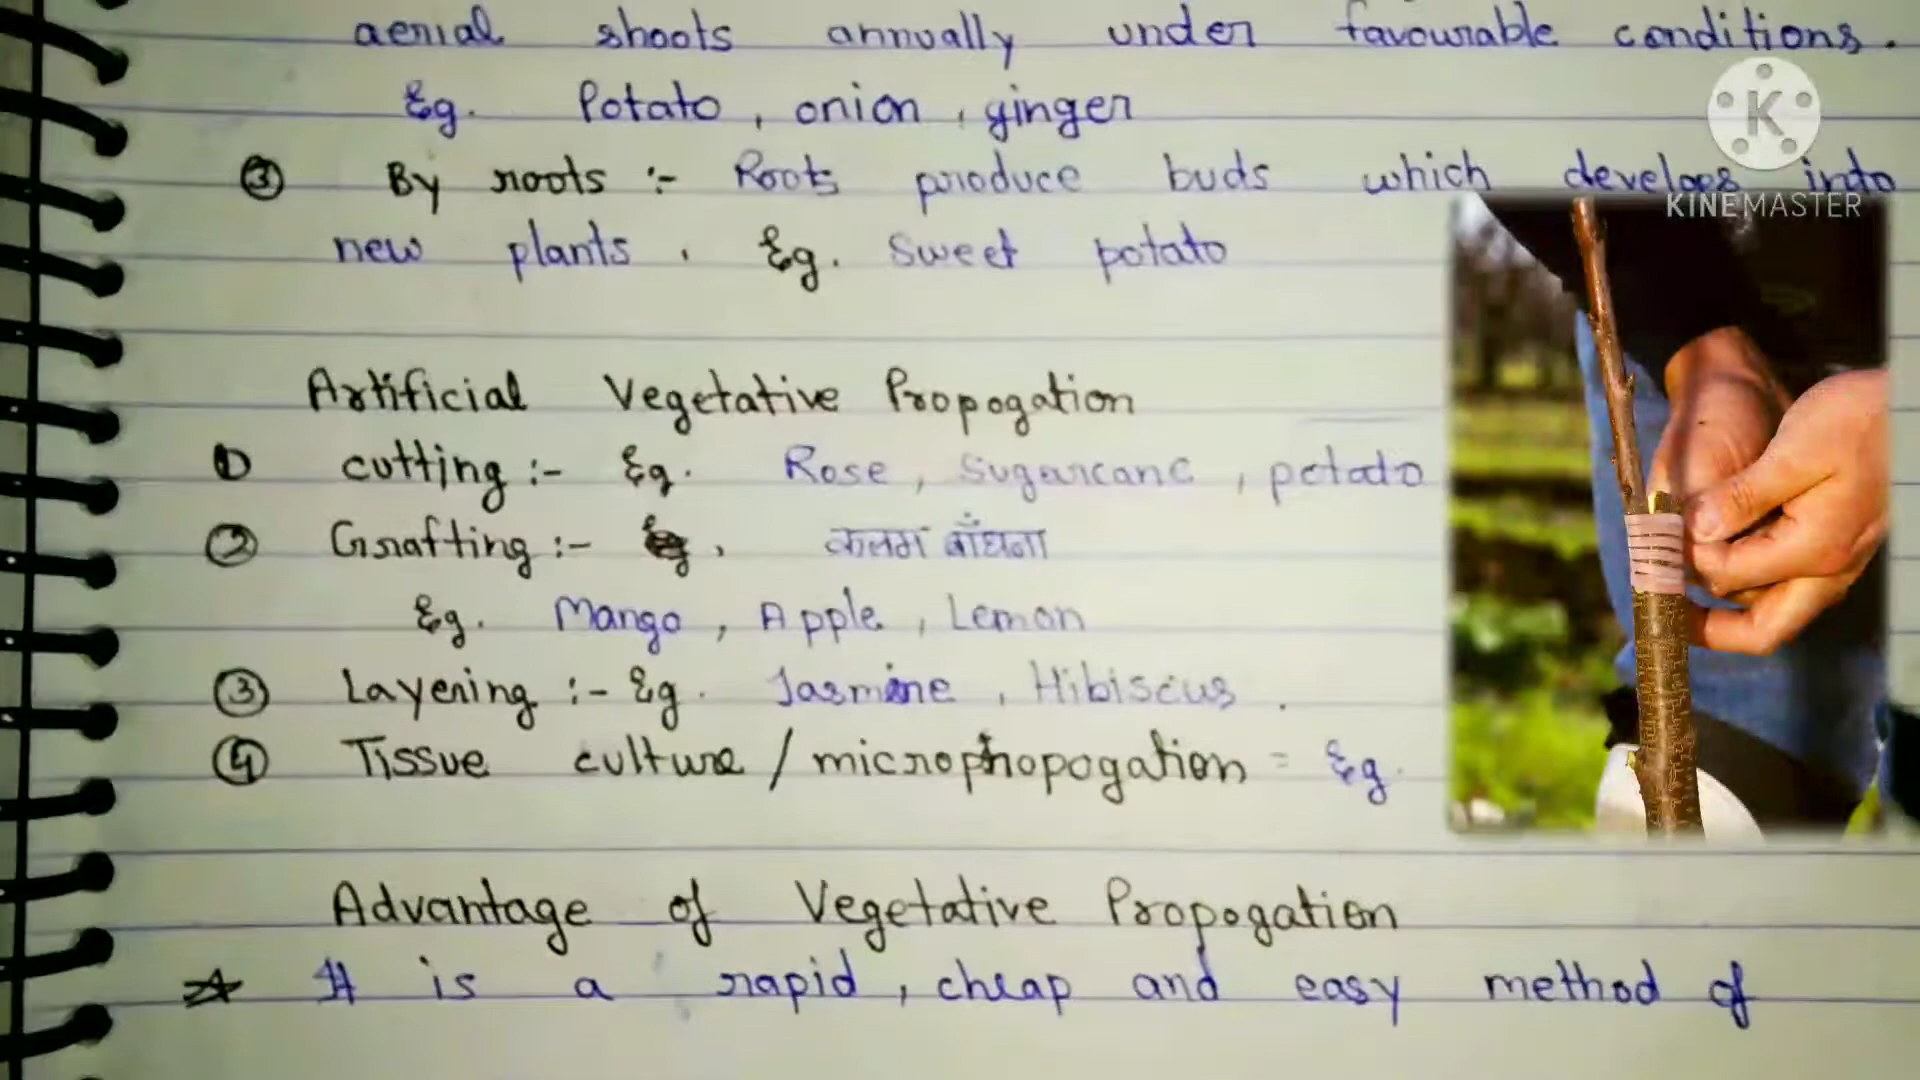 aerial shoots annually under favourable conditions.
Eg. Potato, onion, ginger
③ By roots :- Roots produce buds which develops into
new plants. Eg. Sweet potato
Artificial Vegetative Propogation
① cutting :- Eg. Rose, Sugarcane, potato
② Grafting :- Eg, कलम बाँधना
Eg. Mango, Apple, Lemon
③ Layering :- Eg. Jasmine, Hibiscus.
④ Tissue culture / micropropogation = Eg.
Advantage of Vegetative Propogation
☆ It is a rapid, cheap and easy method of
K
KINEMASTER